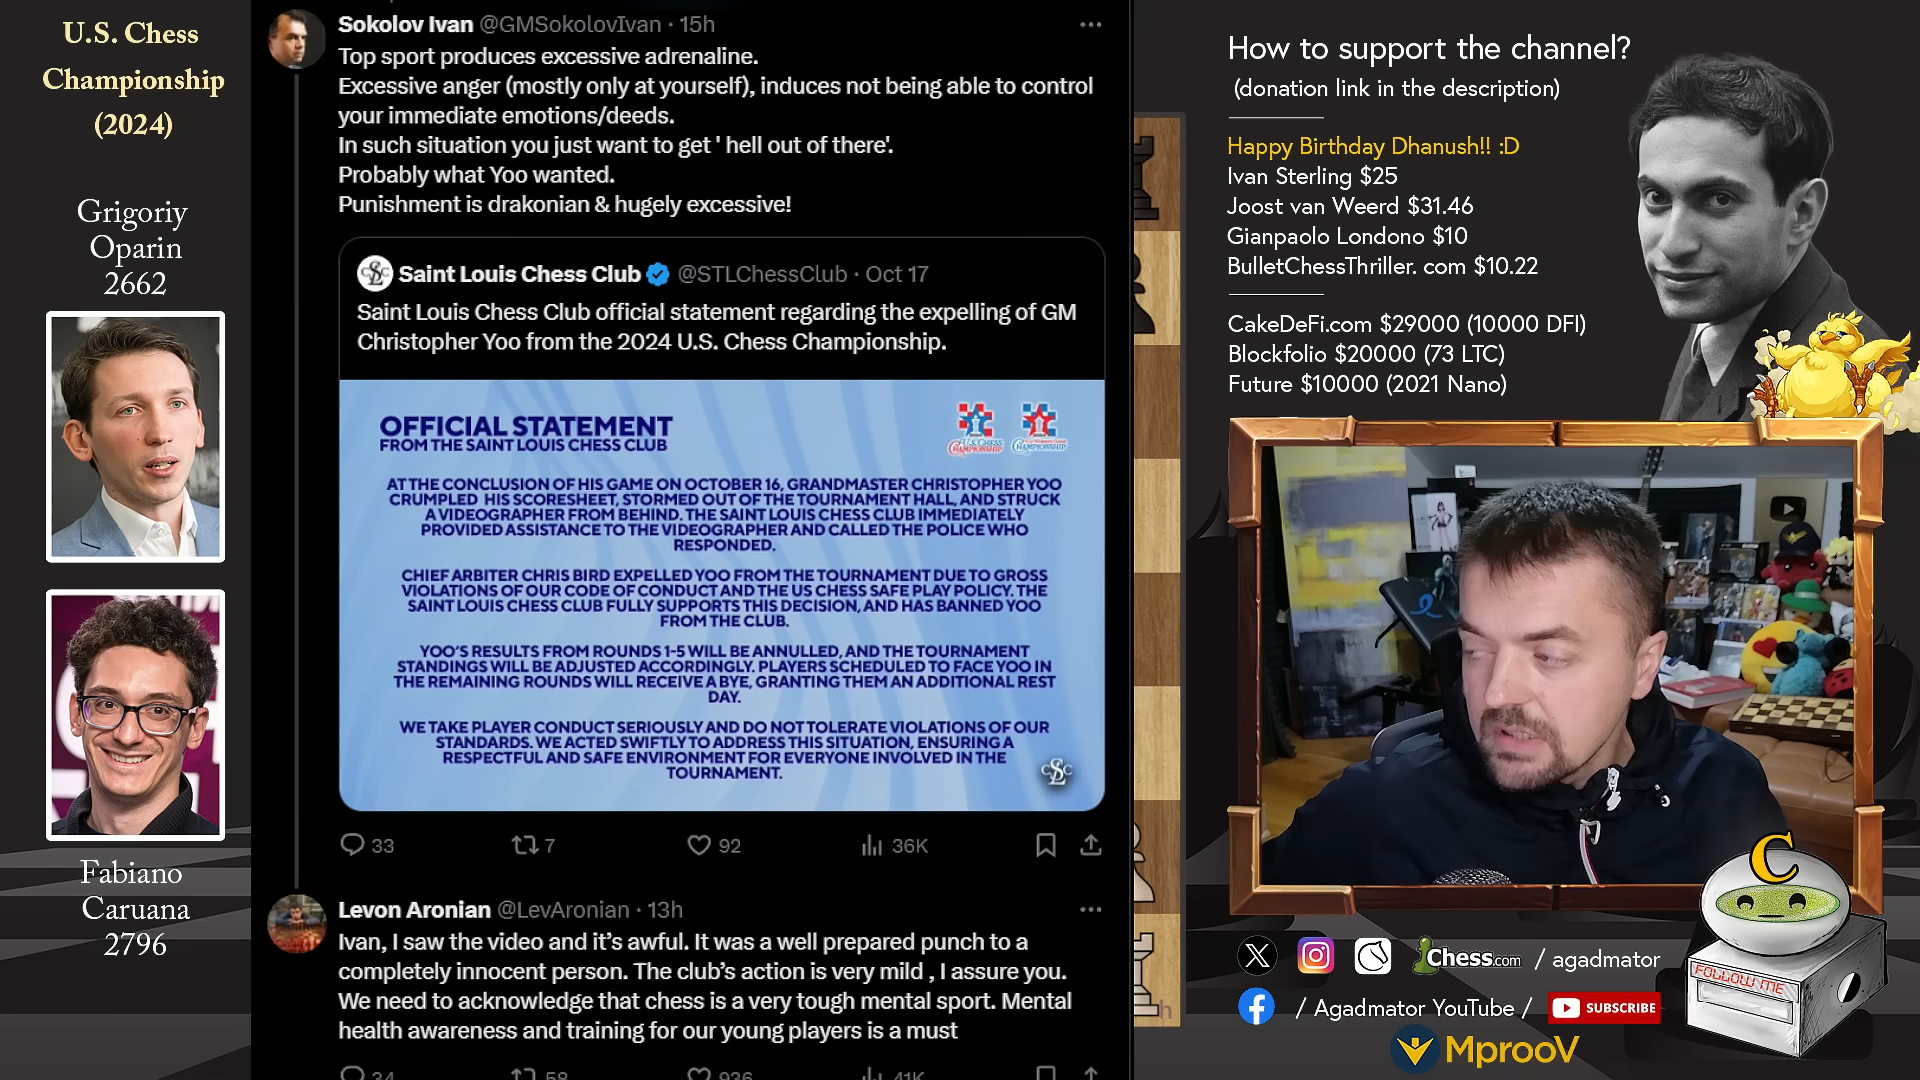 U.S. Chess
Championship
(2024)
Grigoriy
Oparin
2662
Fabiano
Caruana
2796
Sokolov Ivan @GMSokolovIvan · 15h
Top sport produces excessive adrenaline.
Excessive anger (mostly only at yourself), induces not being able to control
your immediate emotions/deeds.
In such situation you just want to get ' hell out of there'.
Probably what Yoo wanted.
Punishment is drakonian & hugely excessive!
Saint Louis Chess Club @STLChessClub · Oct 17
Saint Louis Chess Club official statement regarding the expelling of GM
Christopher Yoo from the 2024 U.S. Chess Championship.
OFFICIAL STATEMENT
FROM THE SAINT LOUIS CHESS CLUB
U.S. CHESS
CHAMPIONSHIP
CHAMPIONSHIP
AT THE CONCLUSION OF HIS GAME ON OCTOBER 16, GRANDMASTER CHRISTOPHER YOO
CRUMPLED HIS SCORESHEET, STORMED OUT OF THE TOURNAMENT HALL, AND STRUCK
A VIDEOGRAPHER FROM BEHIND. THE SAINT LOUIS CHESS CLUB IMMEDIATELY
PROVIDED ASSISTANCE TO THE VIDEOGRAPHER AND CALLED THE POLICE WHO
RESPONDED.
CHIEF ARBITER CHRIS BIRD EXPELLED YOO FROM THE TOURNAMENT DUE TO GROSS
VIOLATIONS OF OUR CODE OF CONDUCT AND THE US CHESS SAFE PLAY POLICY. THE
SAINT LOUIS CHESS CLUB FULLY SUPPORTS THIS DECISION, AND HAS BANNED YOO
FROM THE CLUB.
YOO'S RESULTS FROM ROUNDS 1-5 WILL BE ANNULLED, AND THE TOURNAMENT
STANDINGS WILL BE ADJUSTED ACCORDINGLY. PLAYERS SCHEDULED TO FACE YOO IN
THE REMAINING ROUNDS WILL RECEIVE A BYE, GRANTING THEM AN ADDITIONAL REST
DAY.
WE TAKE PLAYER CONDUCT SERIOUSLY AND DO NOT TOLERATE VIOLATIONS OF OUR
STANDARDS. WE ACTED SWIFTLY TO ADDRESS THIS SITUATION, ENSURING A
RESPECTFUL AND SAFE ENVIRONMENT FOR EVERYONE INVOLVED IN THE
TOURNAMENT.
33 7 92 36K
Levon Aronian @LevAronian · 13h
Ivan, I saw the video and it's awful. It was a well prepared punch to a
completely innocent person. The club's action is very mild , I assure you.
We need to acknowledge that chess is a very tough mental sport. Mental
health awareness and training for our young players is a must
34 58 936 41K
h
How to support the channel?
(donation link in the description)
Happy Birthday Dhanush!! :D
Ivan Sterling $25
Joost van Weerd $31.46
Gianpaolo Londono $10
BulletChessThriller. com $10.22
CakeDeFi.com $29000 (10000 DFI)
Blockfolio $20000 (73 LTC)
Future $10000 (2021 Nano)
C
FOLLOW ME
Chess.com / agadmator
/ Agadmator YouTube / SUBSCRIBE
MprooV